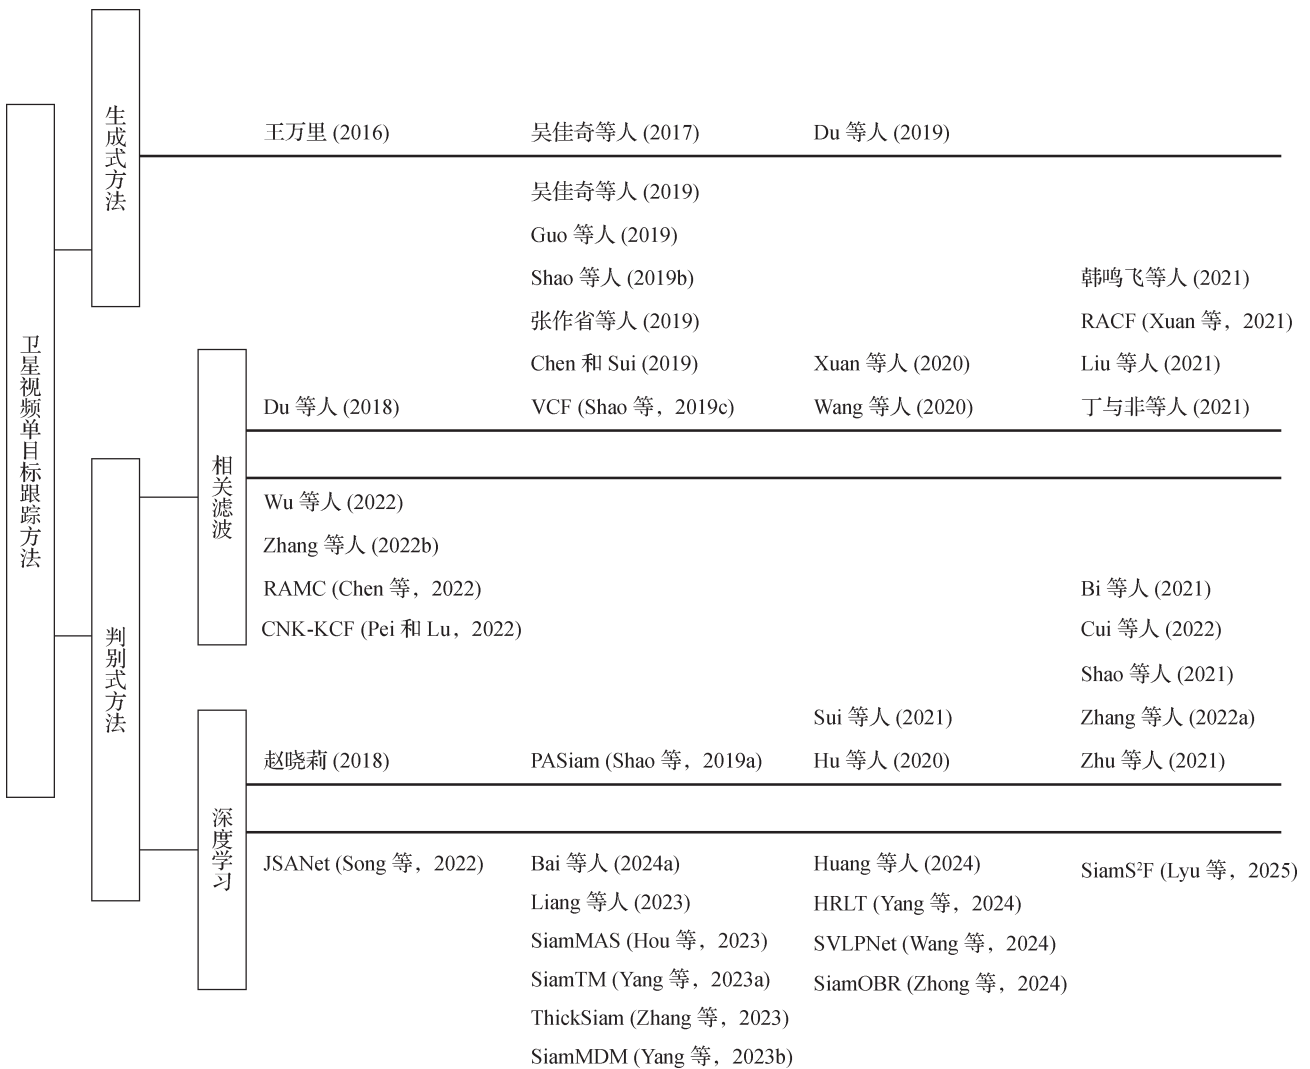 卫星视频单目标跟踪方法
生成式方法
王万里 (2016)
吴佳奇等人 (2017)
Du 等人 (2019)
判别式方法
相关滤波
Du 等人 (2018)
吴佳奇等人 (2019)
Guo 等人 (2019)
Shao 等人 (2019b)
张作省等人 (2019)
Chen 和 Sui (2019)
VCF (Shao 等，2019c)
Xuan 等人 (2020)
Wang 等人 (2020)
韩鸣飞等人 (2021)
RACF (Xuan 等，2021)
Liu 等人 (2021)
丁与非等人 (2021)
Wu 等人 (2022)
Zhang 等人 (2022b)
RAMC (Chen 等，2022)
CNK-KCF (Pei 和 Lu，2022)
深度学习
赵晓莉 (2018)
PASiam (Shao 等，2019a)
Sui 等人 (2021)
Hu 等人 (2020)
Bi 等人 (2021)
Cui 等人 (2022)
Shao 等人 (2021)
Zhang 等人 (2022a)
Zhu 等人 (2021)
JSANet (Song 等，2022)
Bai 等人 (2024a)
Liang 等人 (2023)
SiamMAS (Hou 等，2023)
SiamTM (Yang 等，2023a)
ThickSiam (Zhang 等，2023)
SiamMDM (Yang 等，2023b)
Huang 等人 (2024)
HRLT (Yang 等，2024)
SVLPNet (Wang 等，2024)
SiamOBR (Zhong 等，2024)
SiamS²F (Lyu 等，2025)